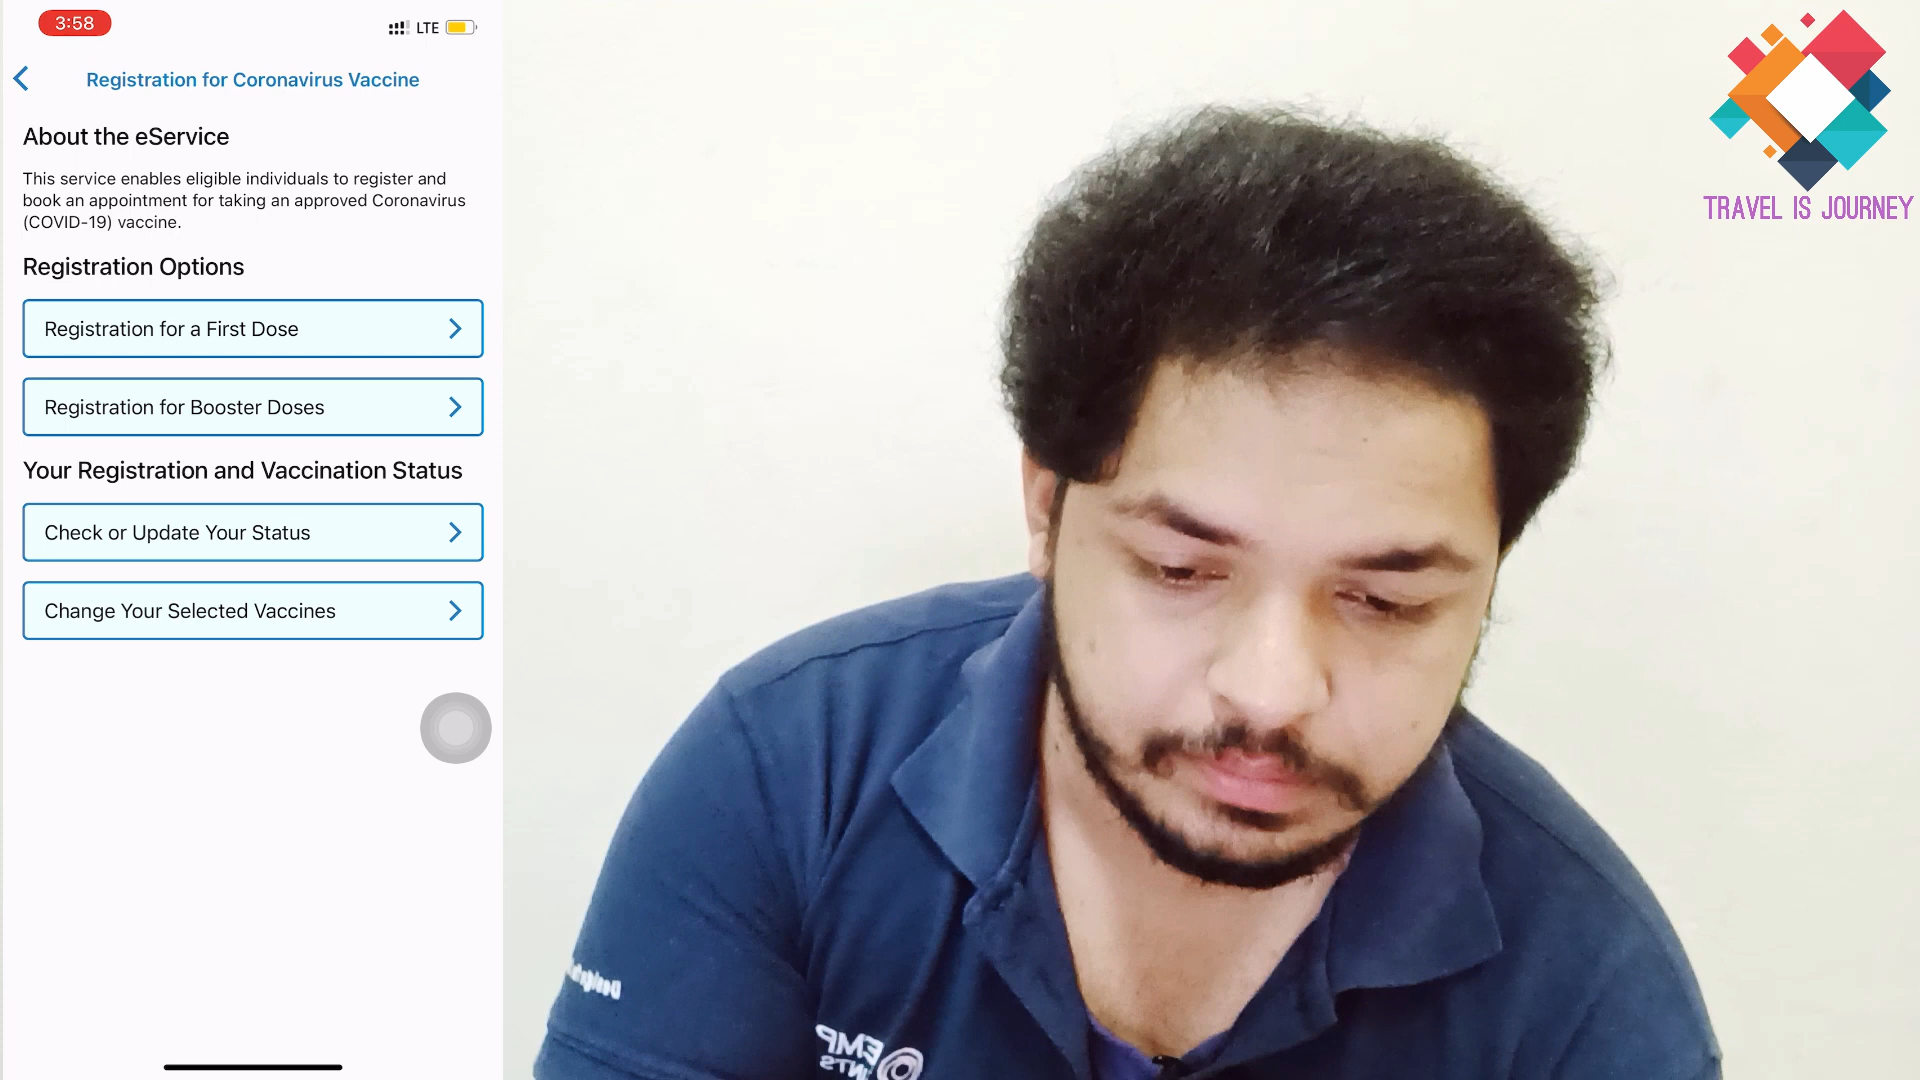 3:58
LTE
Registration for Coronavirus Vaccine
About the eService
This service enables eligible individuals to register and
book an appointment for taking an approved Coronavirus
(COVID-19) vaccine.
Registration Options
Registration for a First Dose
Registration for Booster Doses
Your Registration and Vaccination Status
Check or Update Your Status
Change Your Selected Vaccines
TRAVEL IS JOURNEY
EMP